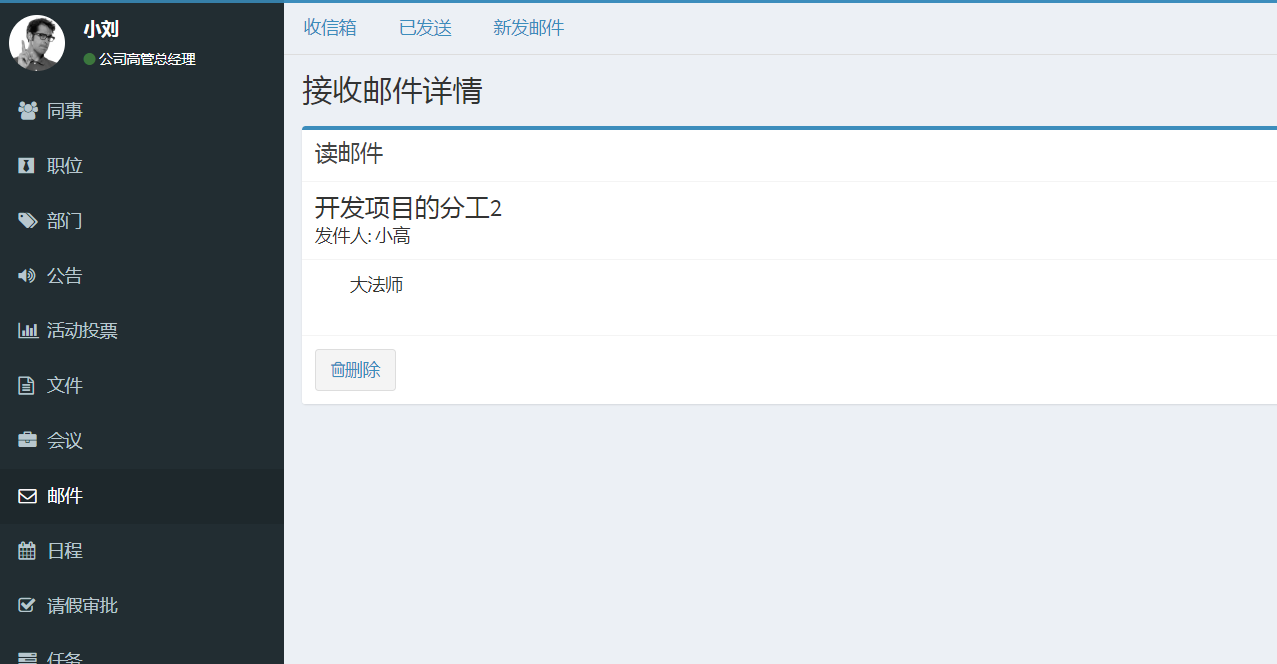 小刘
公司高管总经理
同事
职位
部门
公告
活动投票
文件
会议
邮件
日程
请假审批
任务
收信箱
已发送
新发邮件
接收邮件详情
读邮件
开发项目的分工2
发件人: 小高
大法师
删除